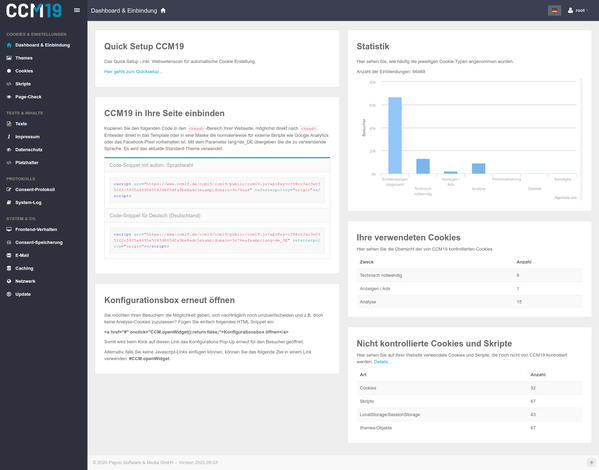 CCM19
Dashboard & Einbindung
root
COOKIES & EINSTELLUNGEN
Dashboard & Einbindung
Themes
Cookies
Skripte
Page-Check
TEXTE & INHALTE
Texte
Impressum
Datenschutz
Platzhalter
PROTOKOLLE
Consent-Protokoll
System-Log
SYSTEM & CO
Frontend-Verhalten
Consent-Speicherung
E-Mail
Caching
Netzwerk
Update
Quick Setup CCM19
Das Quick Setup - inkl. Webseitenscan für automatische Cookie Erstellung.
Hier gehts zum Quicksetup...
CCM19 in Ihre Seite einbinden
Kopieren Sie den folgenden Code in den <head>-Bereich Ihrer Webseite, möglichst direkt nach <head>.
Entweder direkt in das Template oder in eine Maske die normalerweise für externe Skripte wie Google Analytics
oder das Facebook-Pixel vorbehalten ist. Mit dem Parameter lang=de_DE übergeben Sie die zu verwendende
Sprache. Es wird das aktuelle Standard-Theme verwendet.
Code-Snippet mit autom. Sprachwahl
Code-Snippet für Deutsch (Deutschland)
Konfigurationsbox erneut öffnen
Sie möchten Ihren Besuchern die Möglichkeit geben, sich nachträglich noch umzuentscheiden und z.B. doch
keine Analyse-Cookies zuzulassen? Fügen Sie einfach folgendes HTML Snippet ein:
<a href="#" onclick="CCM.openWidget();return false;">Konfigurationsbox öffnen</a>
Somit wird beim Klick auf diesen Link das Konfigurations Pop-Up erneut für den Besucher geöffnet.
Alternativ, falls Sie keine Javascript-Links einfügen können, können Sie das folgende Ziel in einem Link
verwenden: #CCM.openWidget.
Statistik
Hier sehen Sie, wie häufig die jeweiligen Cookie-Typen angenommen wurden.
Anzahl der Einblendungen: 66468
Besucher
80k
60k
40k
20k
0k
Einblendungen
insgesamt
Technisch
notwendig
Anzeigen /
Ads
Analyse
Personalisierung
Statistik
Sonstiges
Ihre verwendeten Cookies
Hier sehen Sie die Übersicht der von CCM19 kontrollierten Cookies.
Zweck Anzahl
Technisch notwendig 9
Anzeigen / Ads 1
Analyse 15
Nicht kontrollierte Cookies und Skripte
Hier sehen Sie auf Ihrer Website verwendete Cookies und Skripte, die noch nicht von CCM19 kontrolliert
werden. Details...
Art Anzahl
Cookies 32
Skripte 67
LocalStorage/SessionStorage 43
Iframes/Objekte 67
© 2020 Papoo Software & Media GmbH – Version 2020.09.03